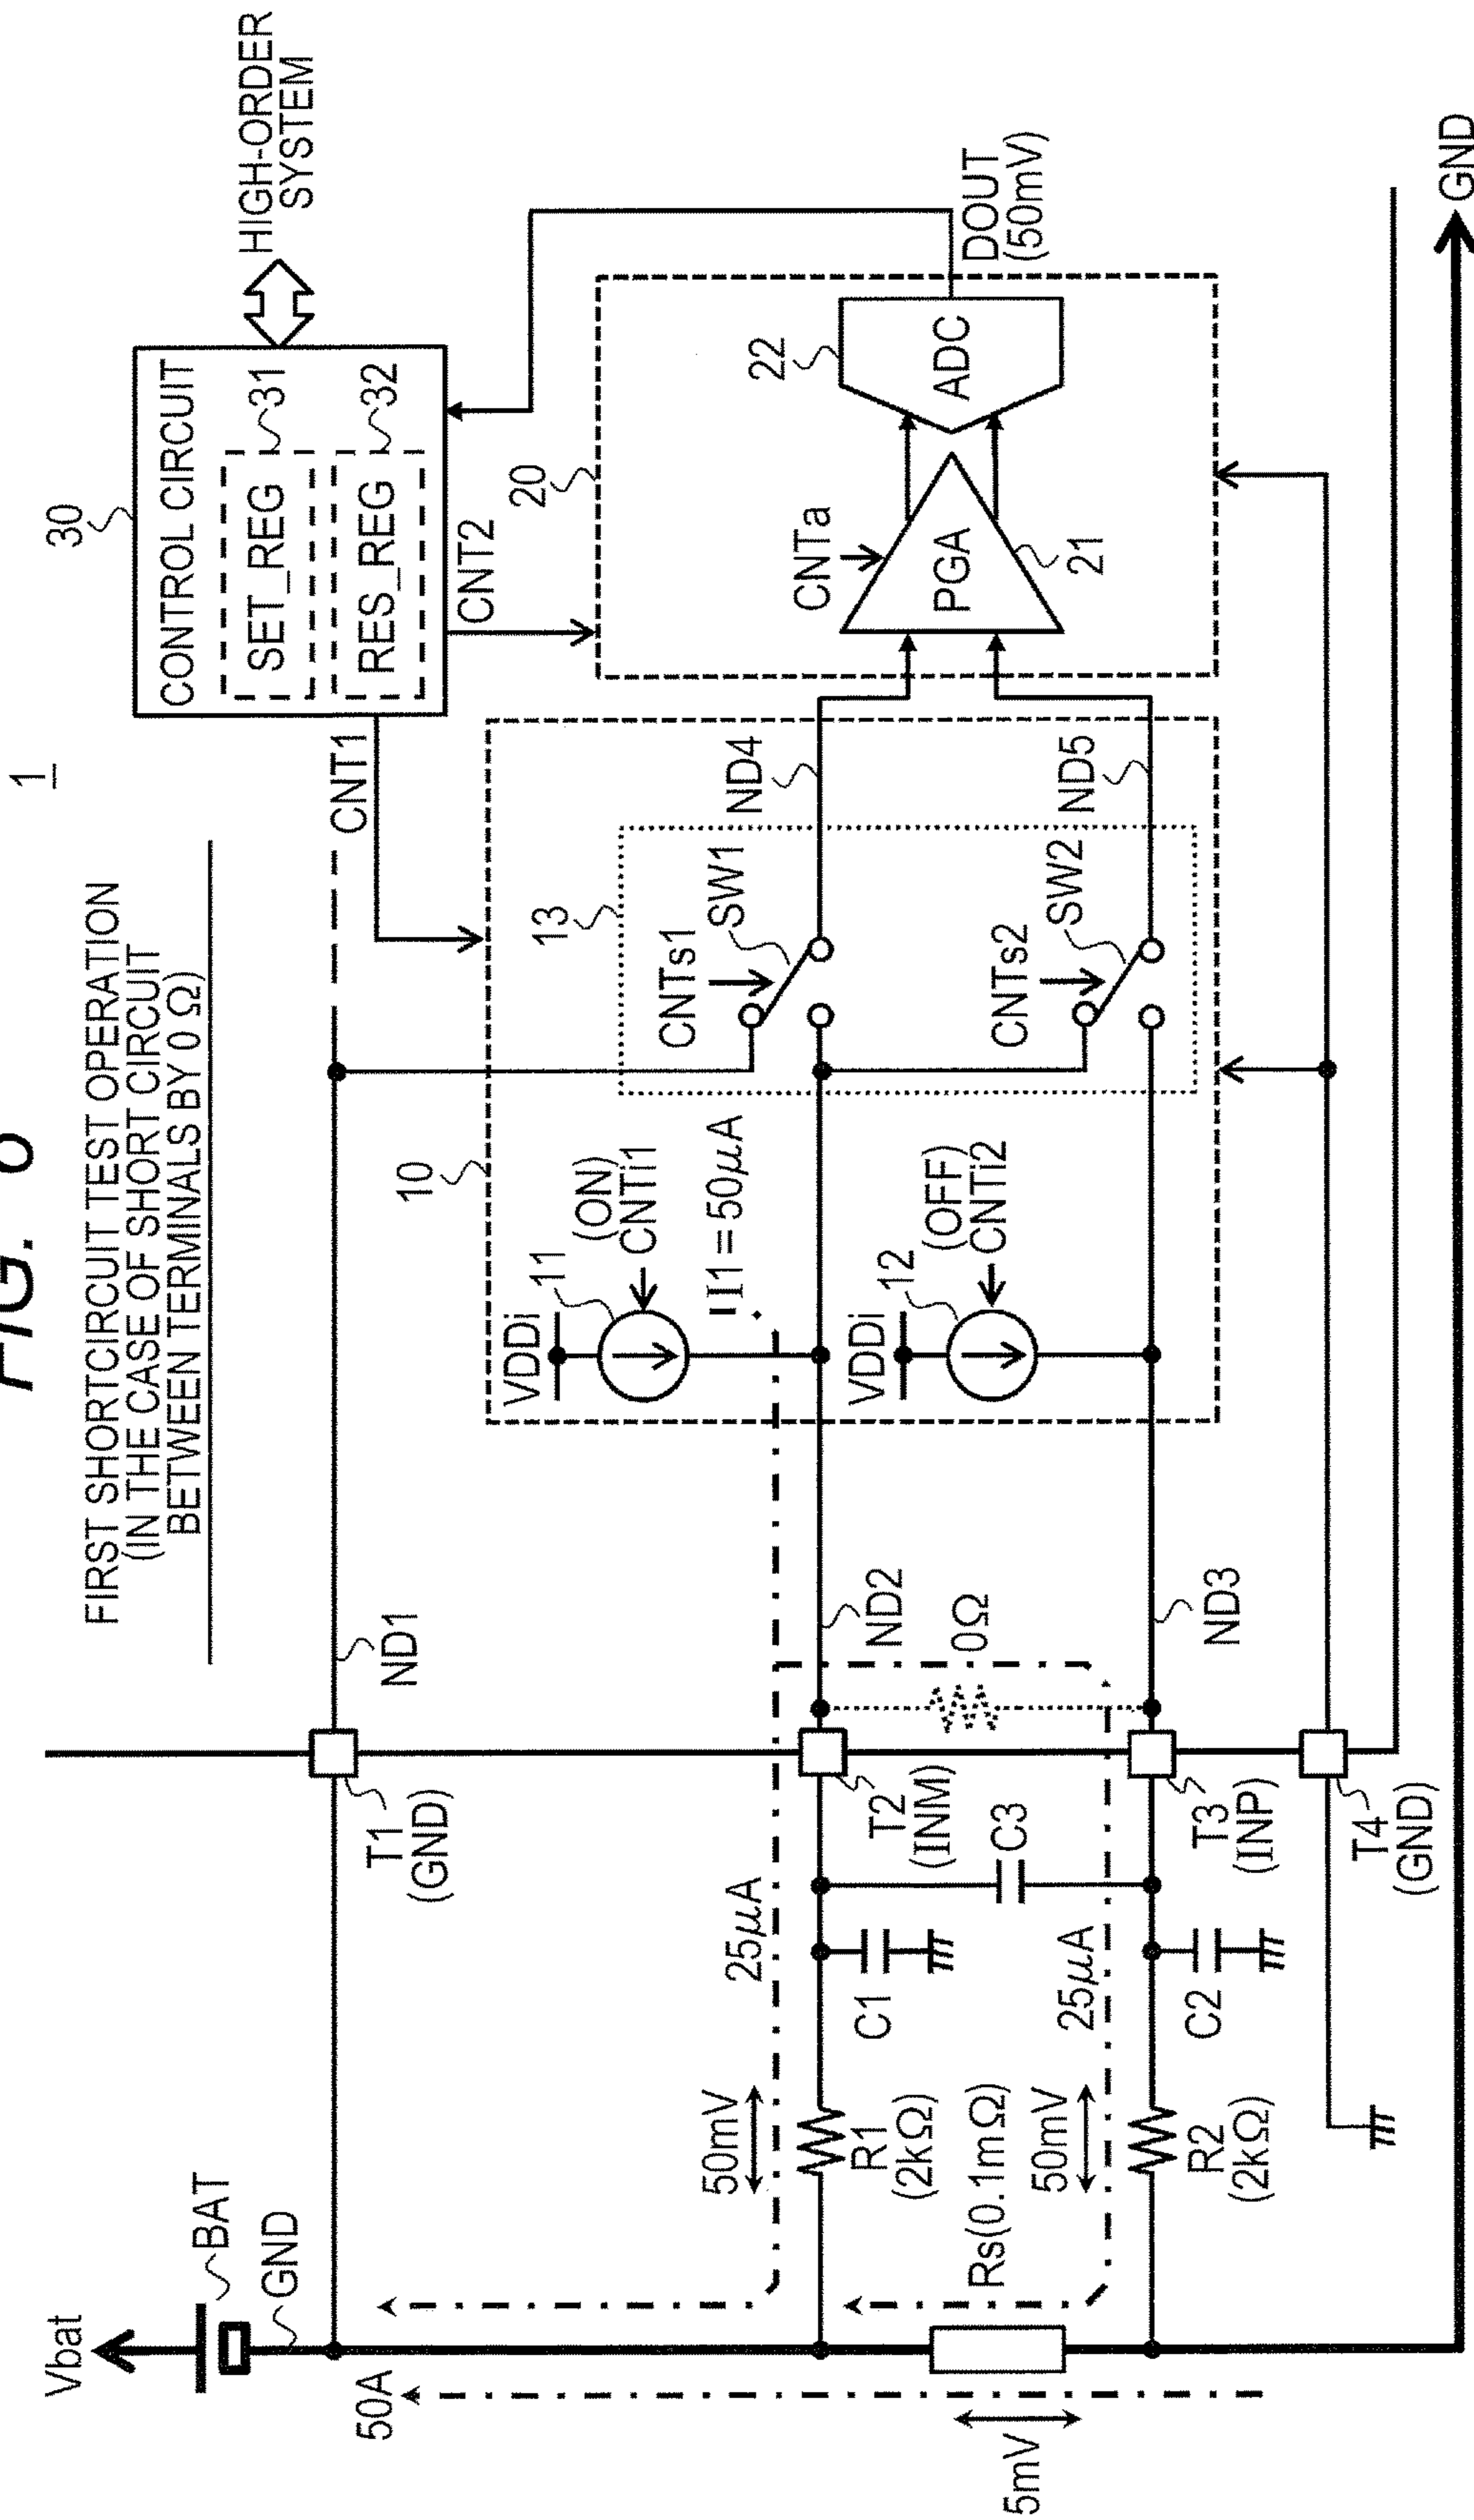 FIG.
1
FIRST SHORTCIRCUIT TEST OPERATION
(IN THE CASE OF SHORT CIRCUIT
BETWEEN TERMINALS BY 0 Ω)
30
CONTROL CIRCUIT
SET_REG
31
RES_REG
32
HIGH-ORDER
SYSTEM
CNT1
CNT2
Vbat
BAT
GND
50A
T1
(GND)
ND1
10
VDDi
11
(ON)
CNTi1
I1=50μA
13
CNTs1
SW1
ND4
20
CNTa
PGA
21
22
ADC
DOUT
(50mV)
50mV
25μA
R1
(2kΩ)
C1
C3
T2
(INM)
ND2
0Ω
VDDi
12
(OFF)
CNTi2
CNTs2
SW2
ND5
5mV
Rs(0.1mΩ)
50mV
25μA
R2
(2kΩ)
C2
T3
(INP)
ND3
T4
(GND)
GND